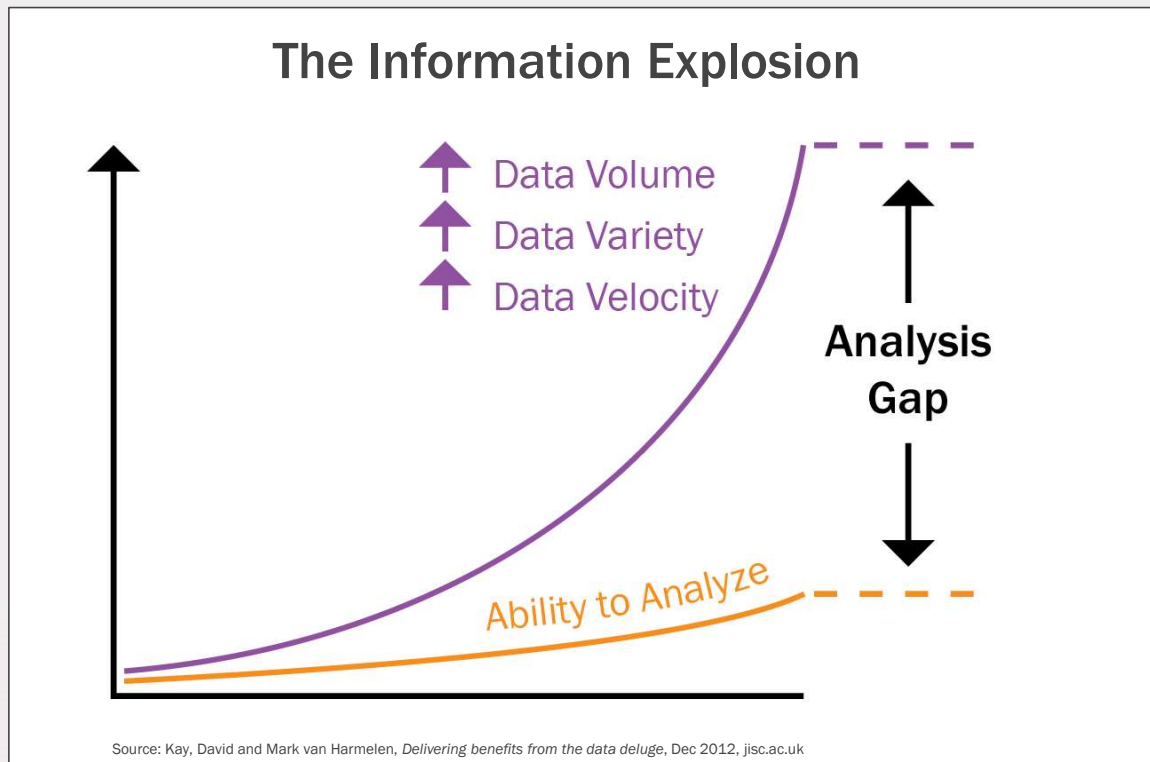 The Information Explosion
Data Volume
Data Variety
Data Velocity
Analysis
Gap
Ability to Analyze
Source: Kay, David and Mark van Harmelen, Delivering benefits from the data deluge, Dec 2012, jisc.ac.uk